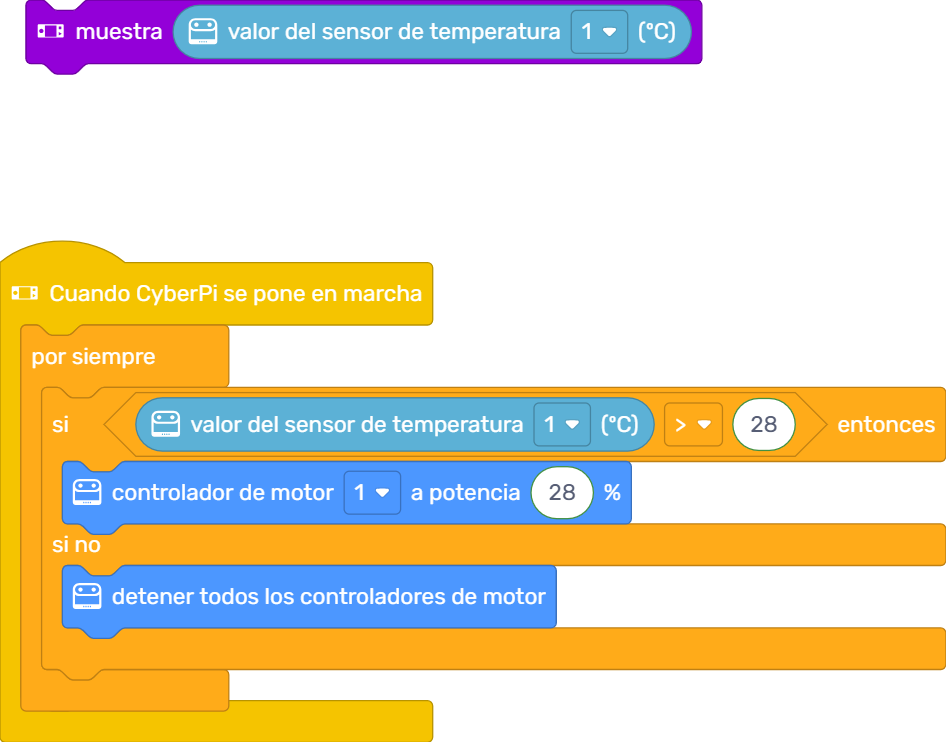 muestra valor del sensor de temperatura 1 (°C)
Cuando CyberPi se pone en marcha
por siempre
si valor del sensor de temperatura 1 (°C) > 28 entonces
controlador de motor 1 a potencia 28 %
si no
detener todos los controladores de motor